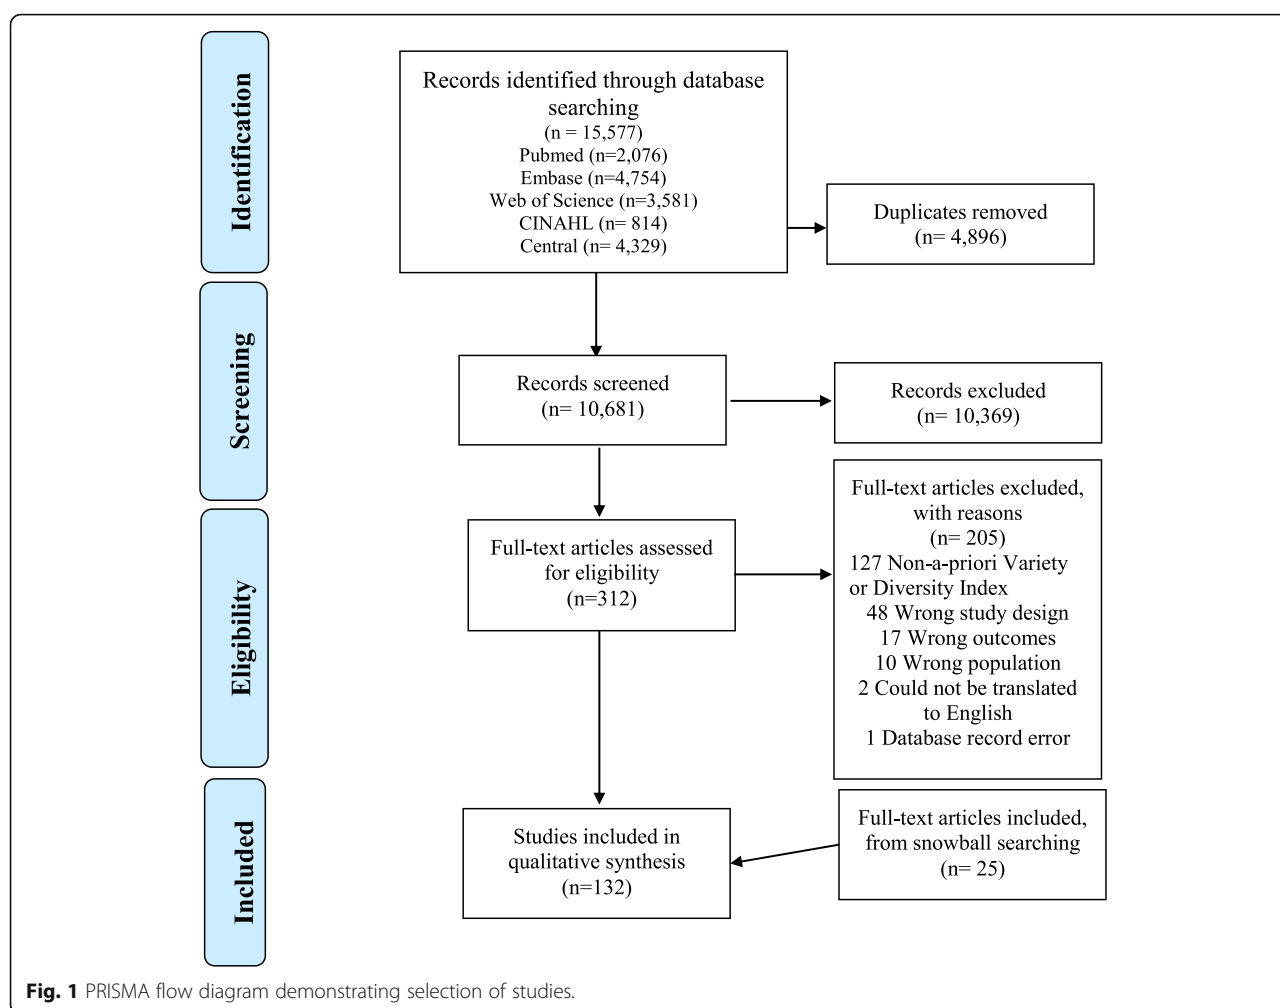 Identification
Records identified through database
searching
(n = 15,577)
Pubmed (n=2,076)
Embase (n=4,754)
Web of Science (n=3,581)
CINAHL (n= 814)
Central (n= 4,329)
Duplicates removed
(n= 4,896)
Screening
Records screened
(n= 10,681)
Records excluded
(n= 10,369)
Eligibility
Full-text articles assessed
for eligibility
(n=312)
Full-text articles excluded,
with reasons
(n= 205)
127 Non-a-priori Variety
or Diversity Index
48 Wrong study design
17 Wrong outcomes
10 Wrong population
2 Could not be translated
to English
1 Database record error
Included
Studies included in
qualitative synthesis
(n=132)
Full-text articles included,
from snowball searching
(n= 25)
Fig. 1 PRISMA flow diagram demonstrating selection of studies.